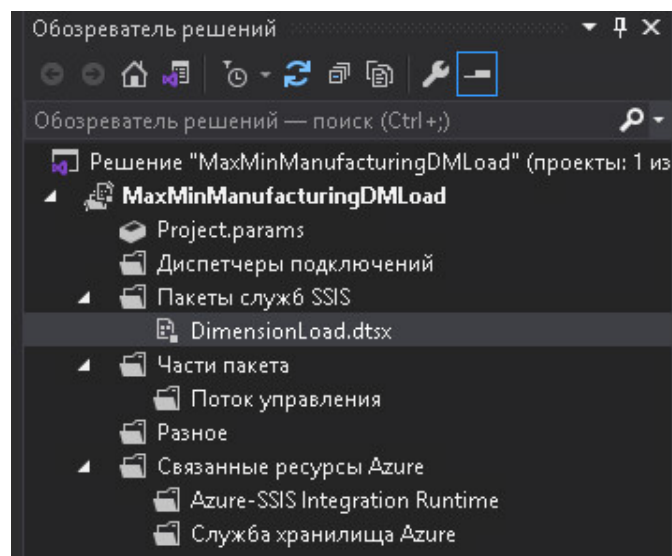 Обозреватель решений
Обозреватель решений — поиск (Ctrl+;)
Решение "MaxMinManufacturingDMLoad" (проекты: 1 из
MaxMinManufacturingDMLoad
Project.params
Диспетчеры подключений
Пакеты служб SSIS
DimensionLoad.dtsx
Части пакета
Поток управления
Разное
Связанные ресурсы Azure
Azure-SSIS Integration Runtime
Служба хранилища Azure